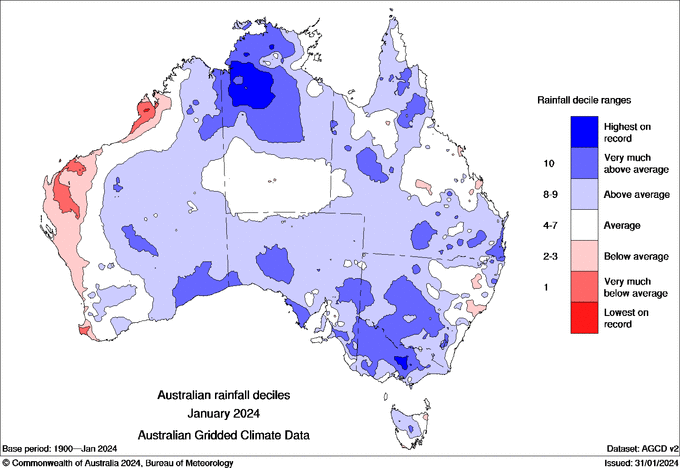 Rainfall decile ranges
Highest on
record
10
Very much
above average
8-9
Above average
4-7
Average
2-3
Below average
1
Very much
below average
Lowest on
record
Australian rainfall deciles
January 2024
Australian Gridded Climate Data
Base period: 1900—Jan 2024
Dataset: AGCD v2
© Commonwealth of Australia 2024, Bureau of Meteorology
Issued: 31/01/2024